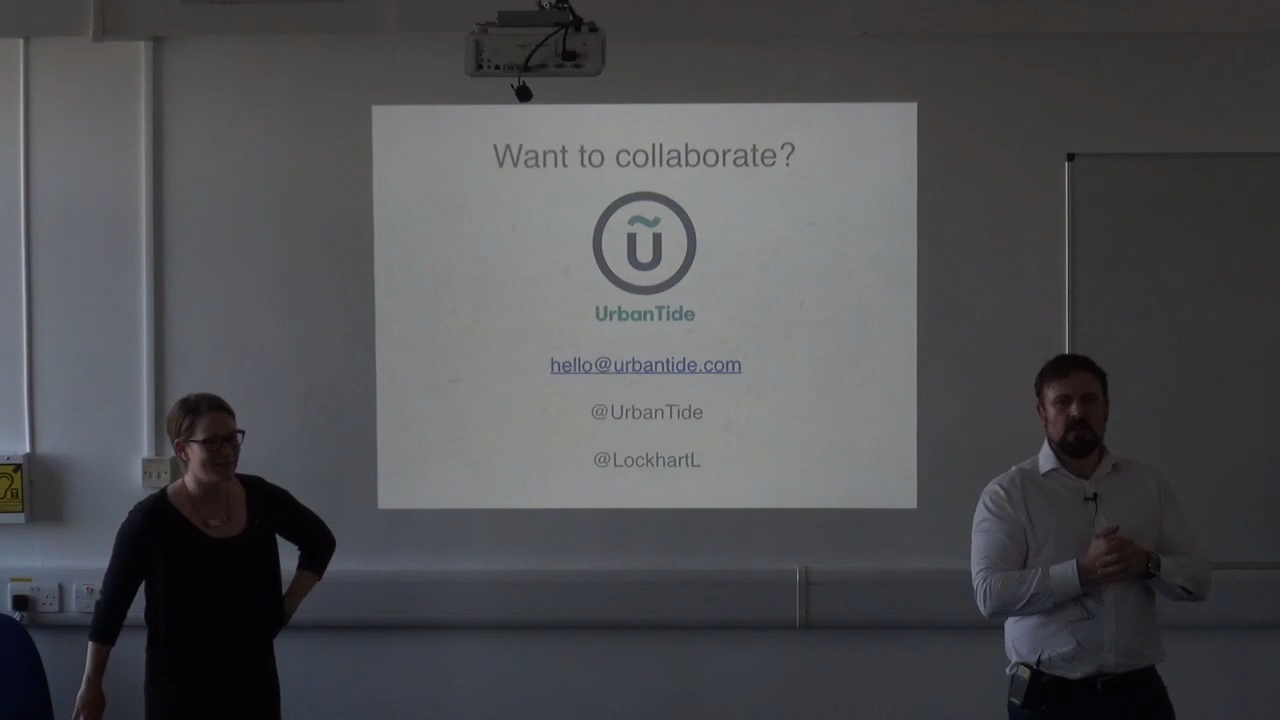 Want to collaborate?
ũ
UrbanTide
hello@urbantide.com
@UrbanTide
@LockhartL